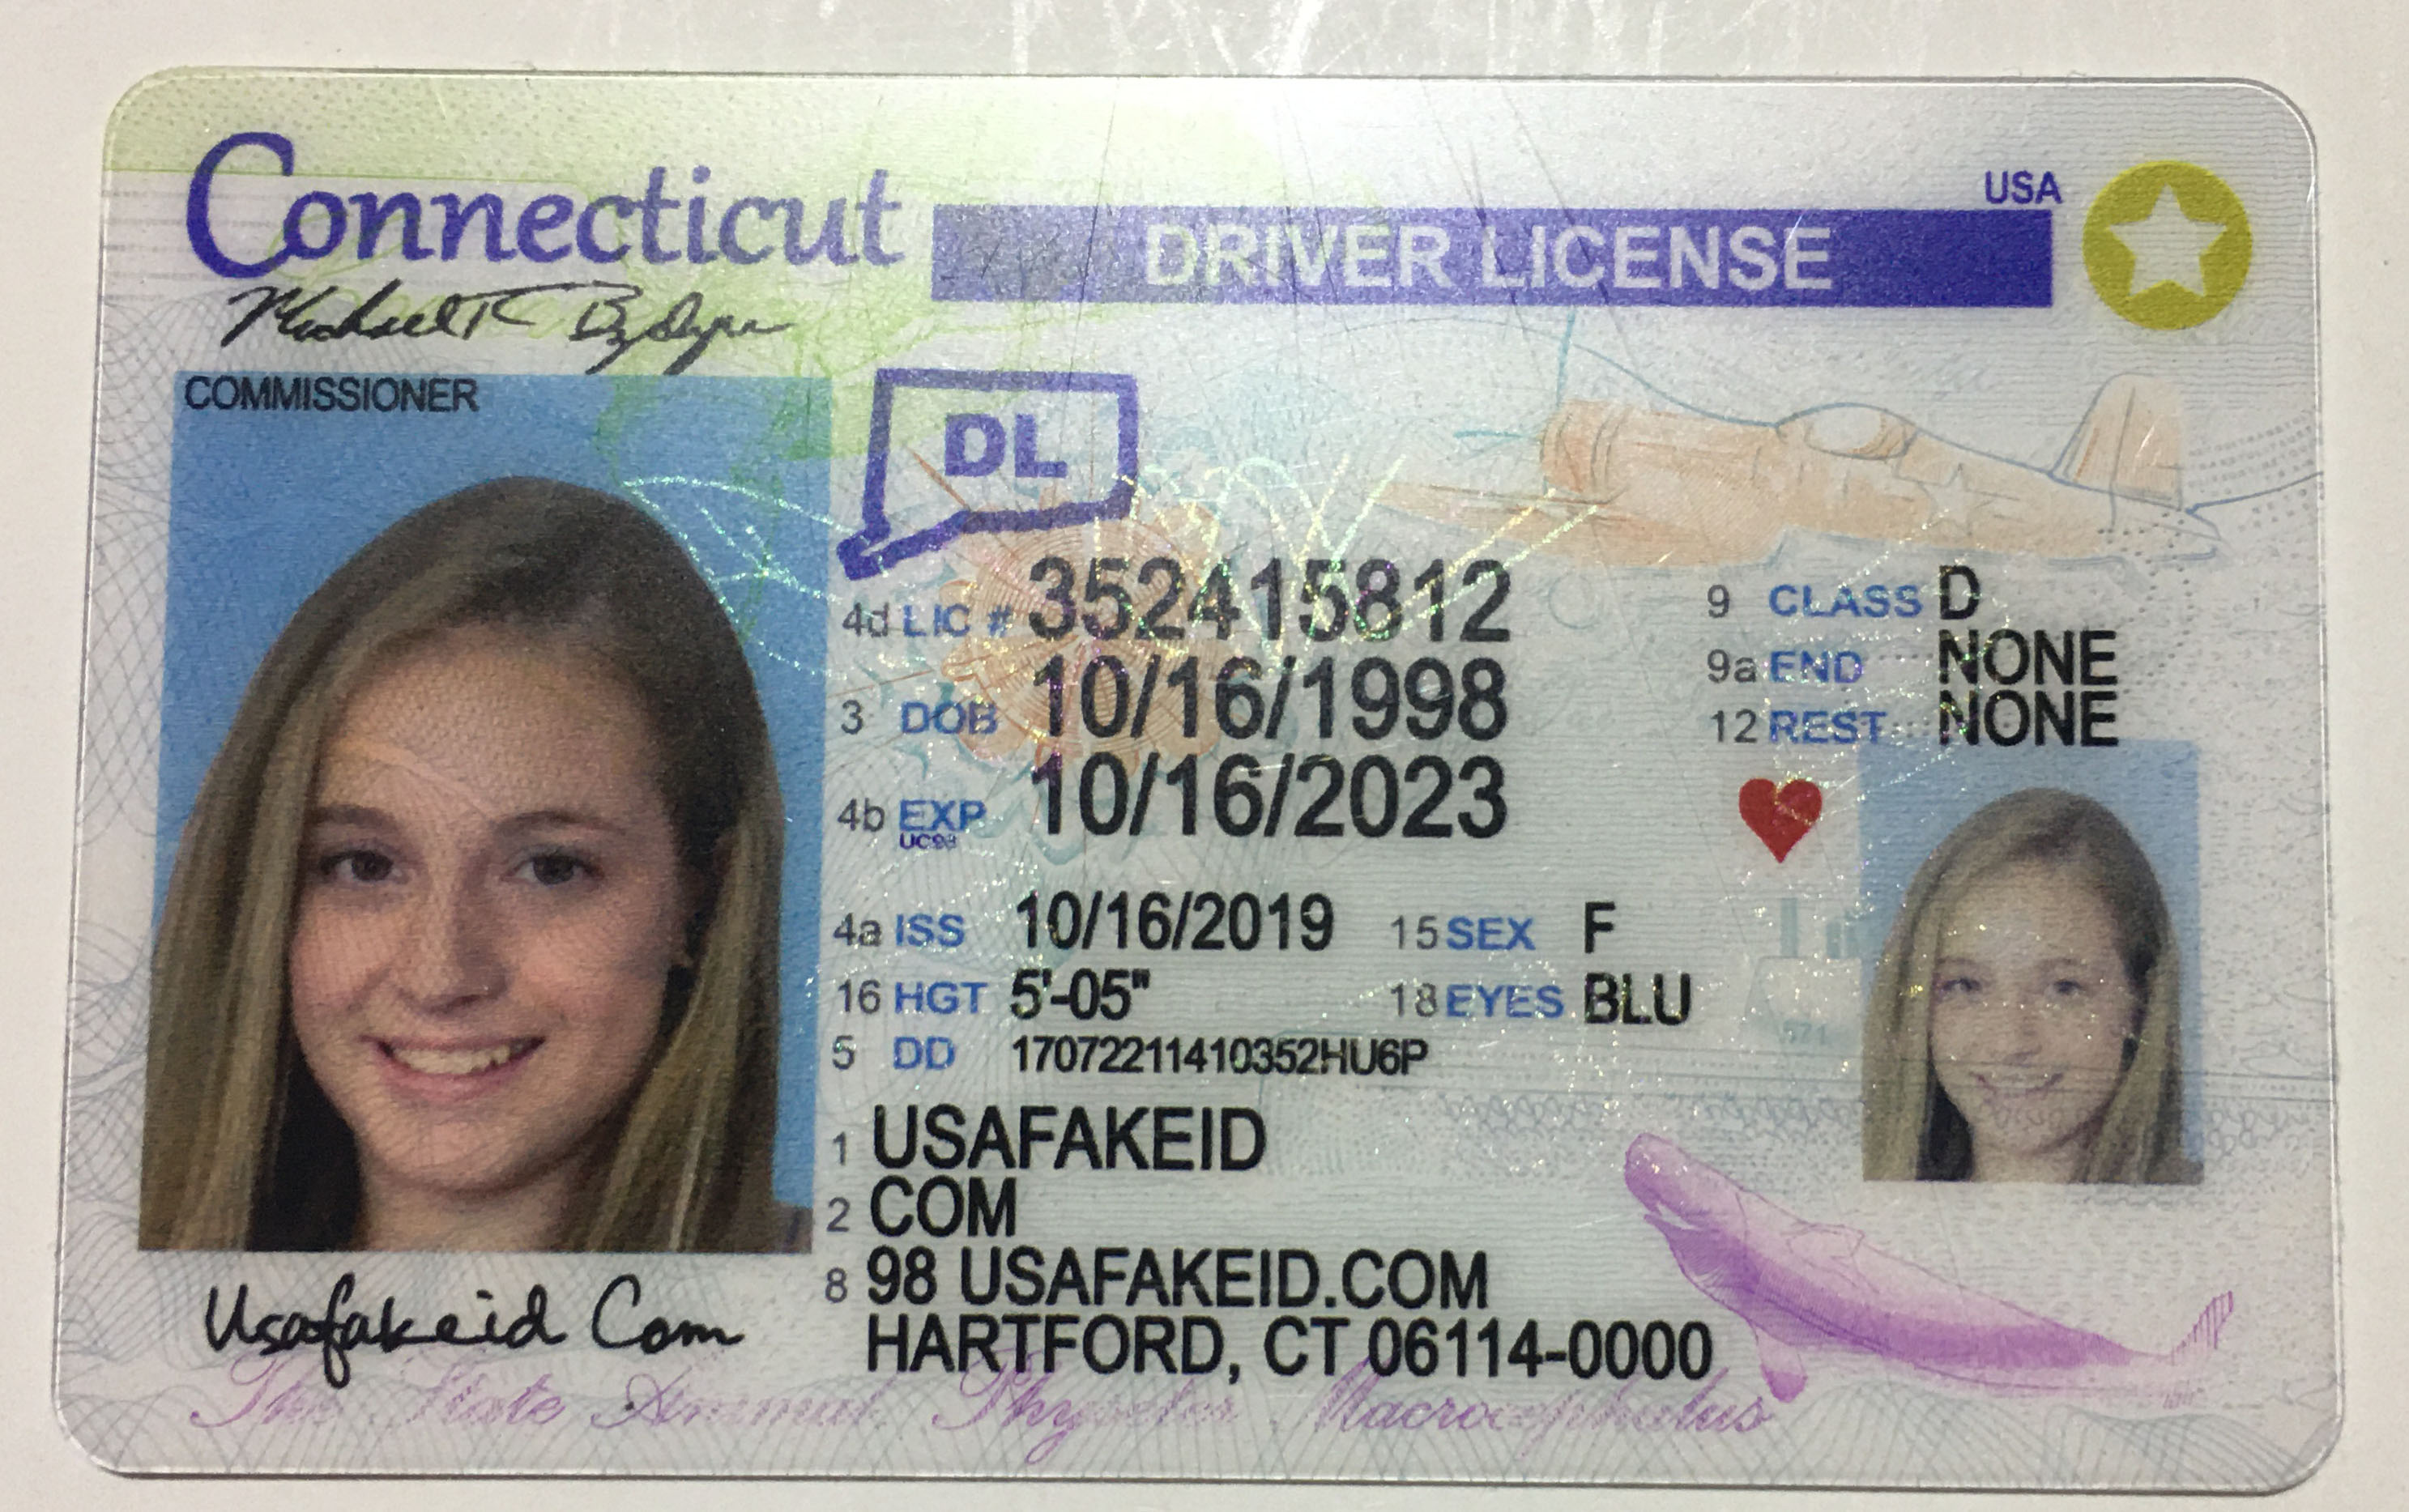 Connecticut
USA
DRIVER LICENSE
COMMISSIONER
DL
4d LIC # 352415812
9 CLASS D
3 DOB 10/16/1998
9a END NONE
12 REST NONE
4b EXP 10/16/2023
UC98
4a ISS 10/16/2019 15 SEX F
16 HGT 5'-05" 18 EYES BLU
5 DD 17072211410352HU6P
1 USAFAKEID
2 COM
8 98 USAFAKEID.COM
HARTFORD, CT 06114-0000
Usafakeid Com
The State Animal Physeter Macrocephalus
571